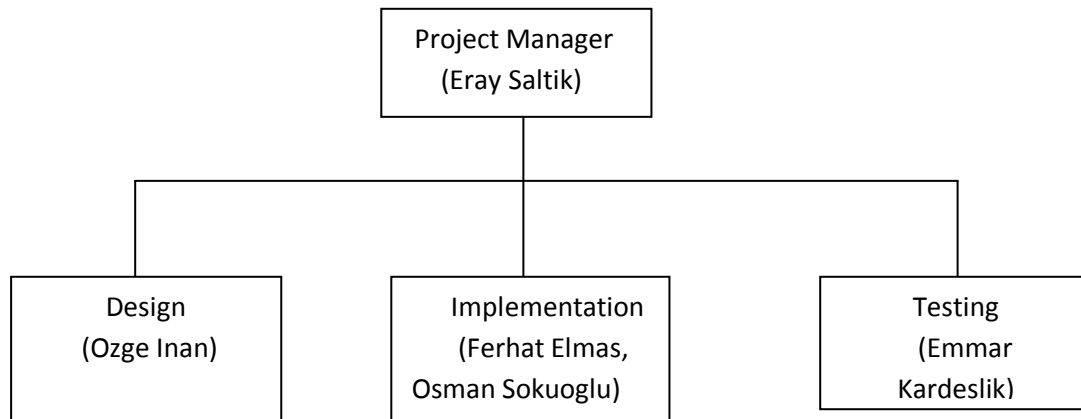 Project Manager
(Eray Saltik)
Design
(Ozge Inan)
Implementation
(Ferhat Elmas,
Osman Sokuoglu)
Testing
(Emmar
Kardeslik)